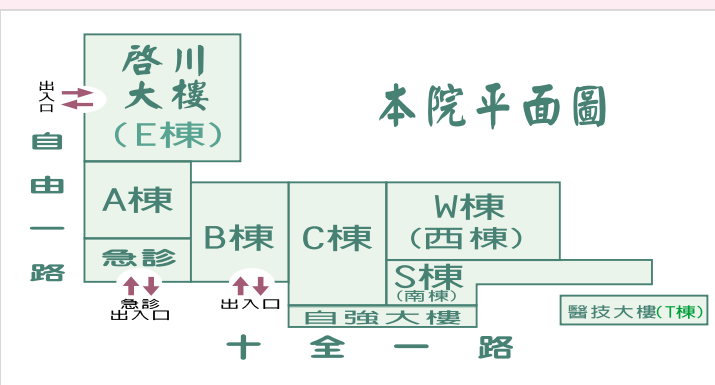 本院平面圖
啓川
大樓
(E棟)
出入口
自由一路
A棟
急診
急診
出入口
B棟
出入口
C棟
W棟
(西棟)
S棟
(南棟)
自強大樓
醫技大樓(T棟)
十全一路